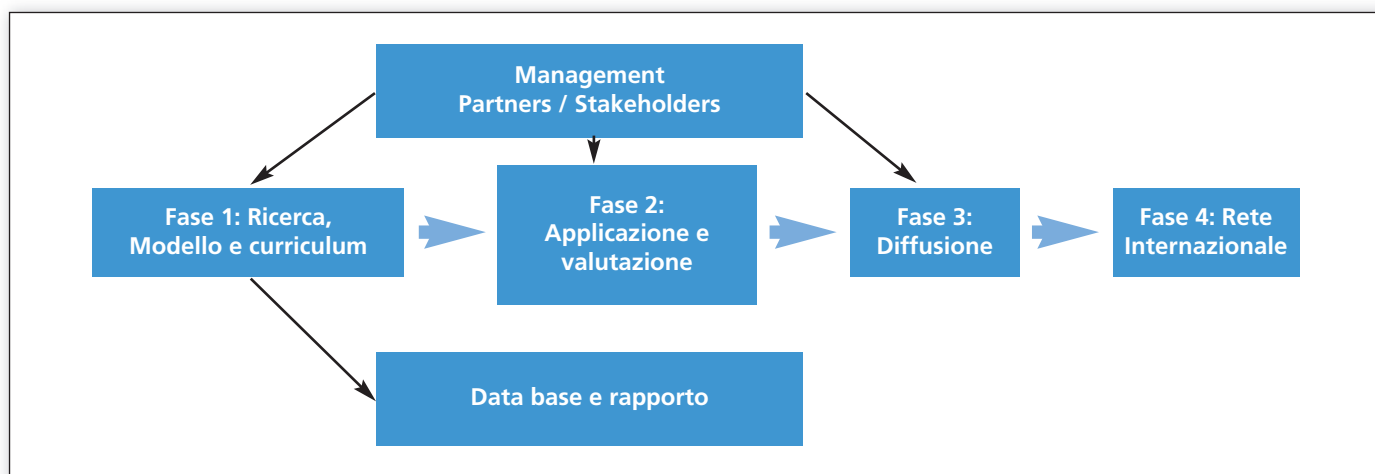 Management
Partners / Stakeholders
Fase 1: Ricerca,
Modello e curriculum
Fase 2:
Applicazione e
valutazione
Fase 3:
Diffusione
Fase 4: Rete
Internazionale
Data base e rapporto